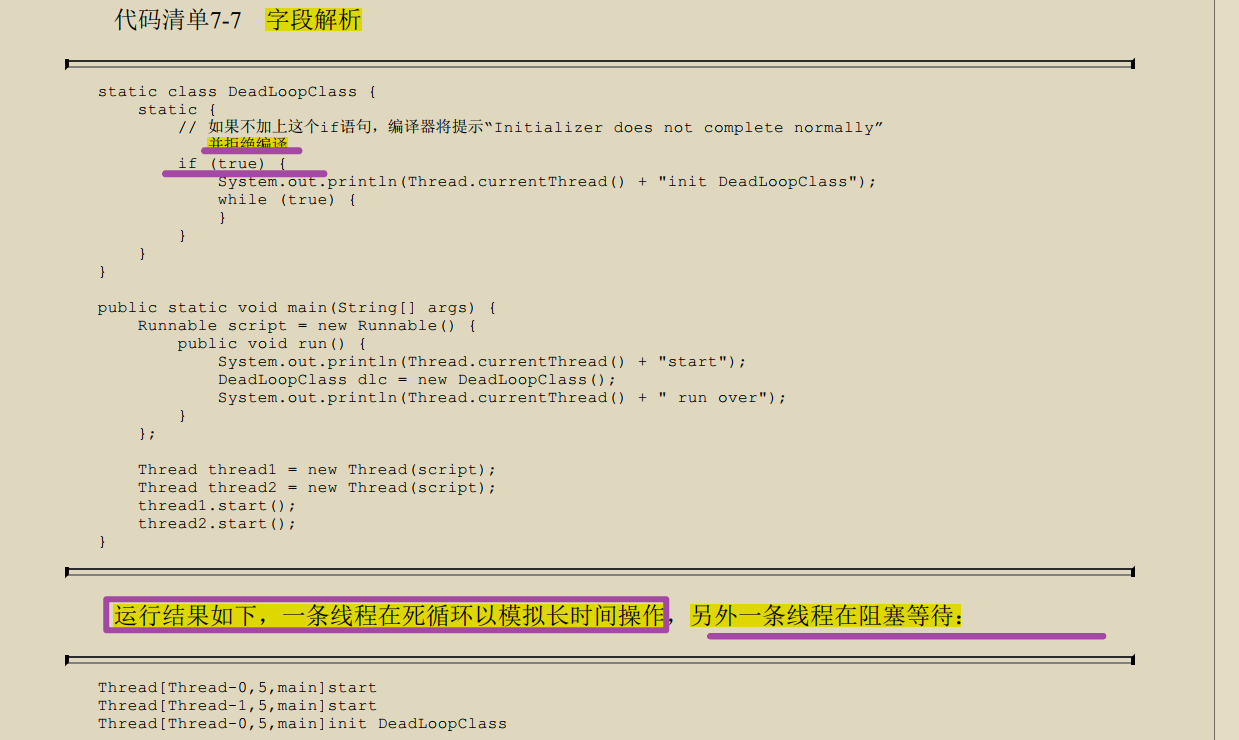 代码清单7-7 字段解析
static class DeadLoopClass {
static {
// 如果不加上这个if语句，编译器将提示“Initializer does not complete normally”
并拒绝编译
if (true) {
System.out.println(Thread.currentThread() + "init DeadLoopClass");
while (true) {
}
}
}
}
public static void main(String[] args) {
Runnable script = new Runnable() {
public void run() {
System.out.println(Thread.currentThread() + "start");
DeadLoopClass dlc = new DeadLoopClass();
System.out.println(Thread.currentThread() + " run over");
}
};
Thread thread1 = new Thread(script);
Thread thread2 = new Thread(script);
thread1.start();
thread2.start();
}
运行结果如下，一条线程在死循环以模拟长时间操作，另外一条线程在阻塞等待：
Thread[Thread-0,5,main]start
Thread[Thread-1,5,main]start
Thread[Thread-0,5,main]init DeadLoopClass